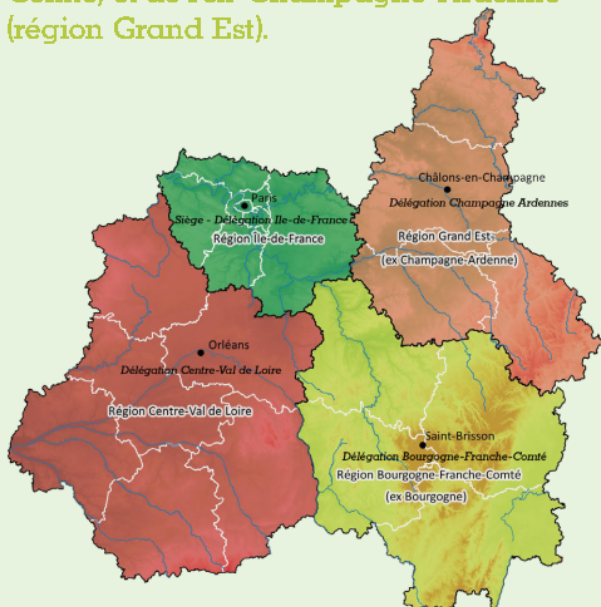 (région Grand Est).
Châlons-en-Champagne
Délégation Champagne Ardennes
Paris
Siège - Délégation Ile-de-France
Région Île-de-France
Région Grand Est
(ex Champagne-Ardenne)
Orléans
Délégation Centre-Val de Loire
Région Centre-Val de Loire
Saint-Brisson
Délégation Bourgogne-Franche-Comté
Région Bourgogne-Franche-Comté
(ex Bourgogne)